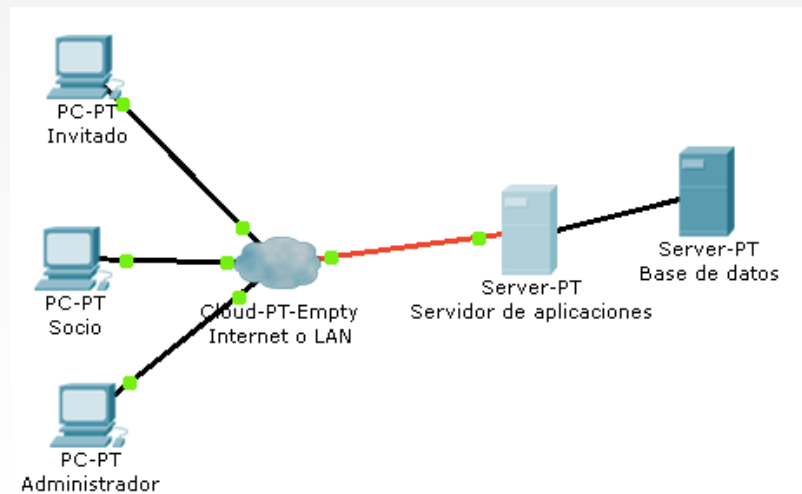 PC-PT
Invitado
PC-PT
Socio
PC-PT
Administrador
Cloud-PT-Empty
Internet o LAN
Server-PT
Servidor de aplicaciones
Server-PT
Base de datos